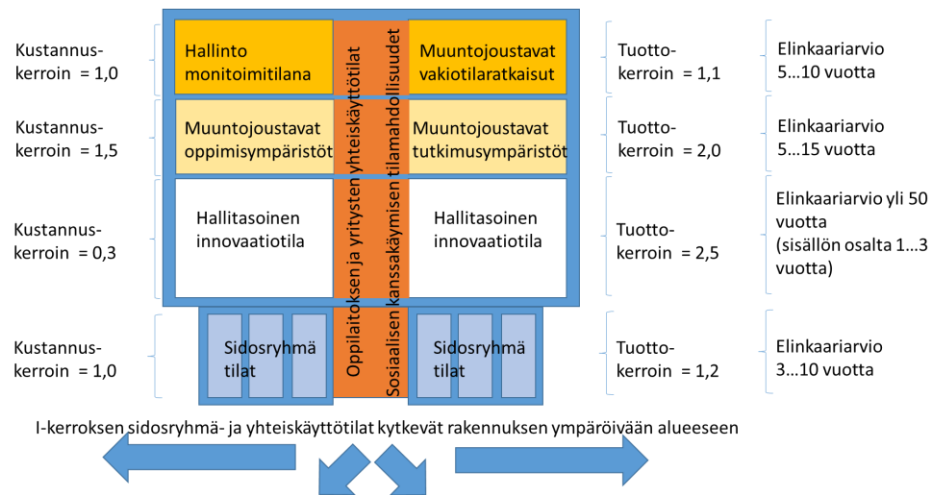 Kustannus-
kerroin = 1,0
Hallinto
monitoimitilana
Muuntojoustavat
vakiotilaratkaisut
Tuotto-
kerroin = 1,1
Elinkaariarvio
5...10 vuotta
Kustannus-
kerroin = 1,5
Muuntojoustavat
oppimisympäristöt
Muuntojoustavat
tutkimusympäristöt
Tuotto-
kerroin = 2,0
Elinkaariarvio
5...15 vuotta
Kustannus-
kerroin = 0,3
Hallitasoinen
innovaatiotila
Hallitasoinen
innovaatiotila
Tuotto-
kerroin = 2,5
Elinkaariarvio yli 50
vuotta
(sisällön osalta 1...3
vuotta)
Kustannus-
kerroin = 1,0
Sidosryhmä
tilat
Sidosryhmä
tilat
Tuotto-
kerroin = 1,2
Elinkaariarvio
3...10 vuotta
Oppilaitoksen ja yritysten yhteiskäyttötilat
Sosiaalisen kanssakäymisen tilamahdollisuudet
I-kerroksen sidosryhmä- ja yhteiskäyttötilat kytkevät rakennuksen ympäröivään alueeseen